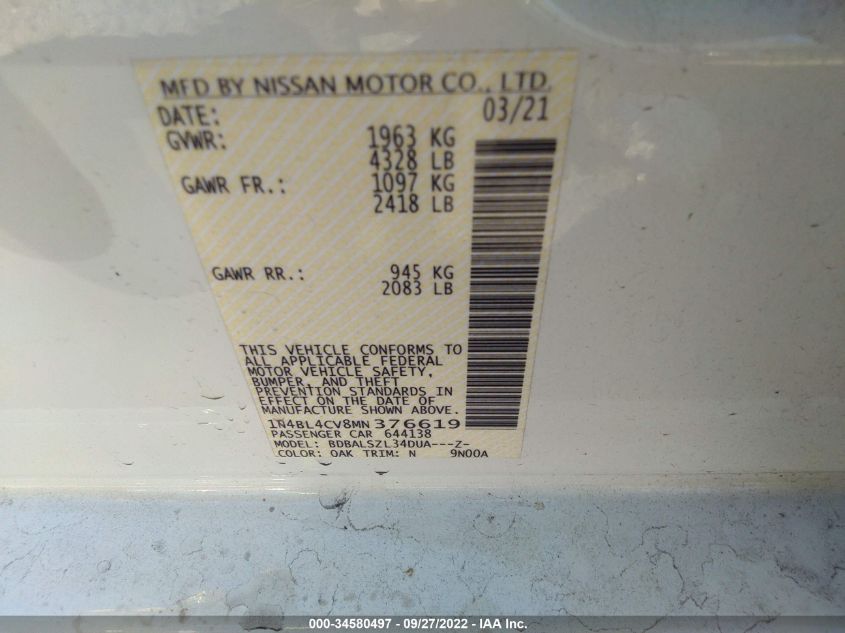 MFD BY NISSAN MOTOR CO., LTD.
DATE: 03/21
GVWR: 1963 KG
4328 LB
GAWR FR.: 1097 KG
2418 LB
GAWR RR.: 945 KG
2083 LB
THIS VEHICLE CONFORMS TO
ALL APPLICABLE FEDERAL
MOTOR VEHICLE SAFETY,
BUMPER, AND THEFT
PREVENTION STANDARDS IN
EFFECT ON THE DATE OF
MANUFACTURE SHOWN ABOVE.
1N4BL4CV8MN376619
PASSENGER CAR 644138
MODEL: BDBALSZL34DUA---Z-
COLOR: OAK TRIM: N 9N00A
000-34580497 - 09/27/2022 - IAA Inc.